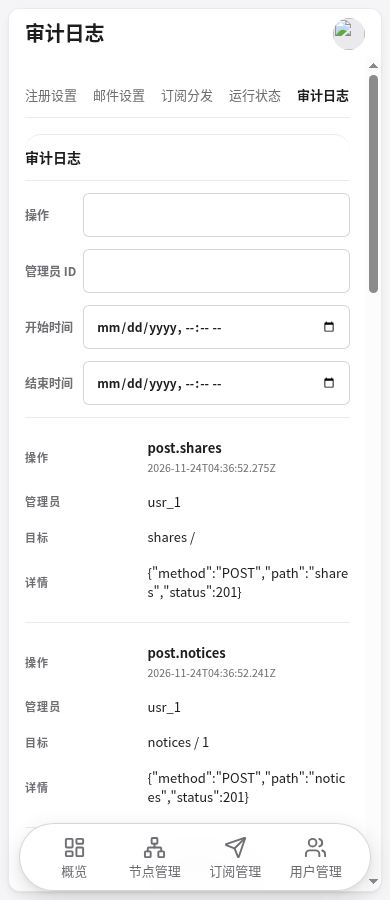 审计日志
注册设置 邮件设置 订阅分发 运行状态 审计日志
审计日志
操作
管理员 ID
开始时间 mm/dd/yyyy, --:-- --
结束时间 mm/dd/yyyy, --:-- --
操作 post.shares
2026-11-24T04:36:52.275Z
管理员 usr_1
目标 shares /
详情 {"method":"POST","path":"share
s","status":201}
操作 post.notices
2026-11-24T04:36:52.241Z
管理员 usr_1
目标 notices / 1
详情 {"method":"POST","path":"notic
es","status":201}
概览 节点管理 订阅管理 用户管理